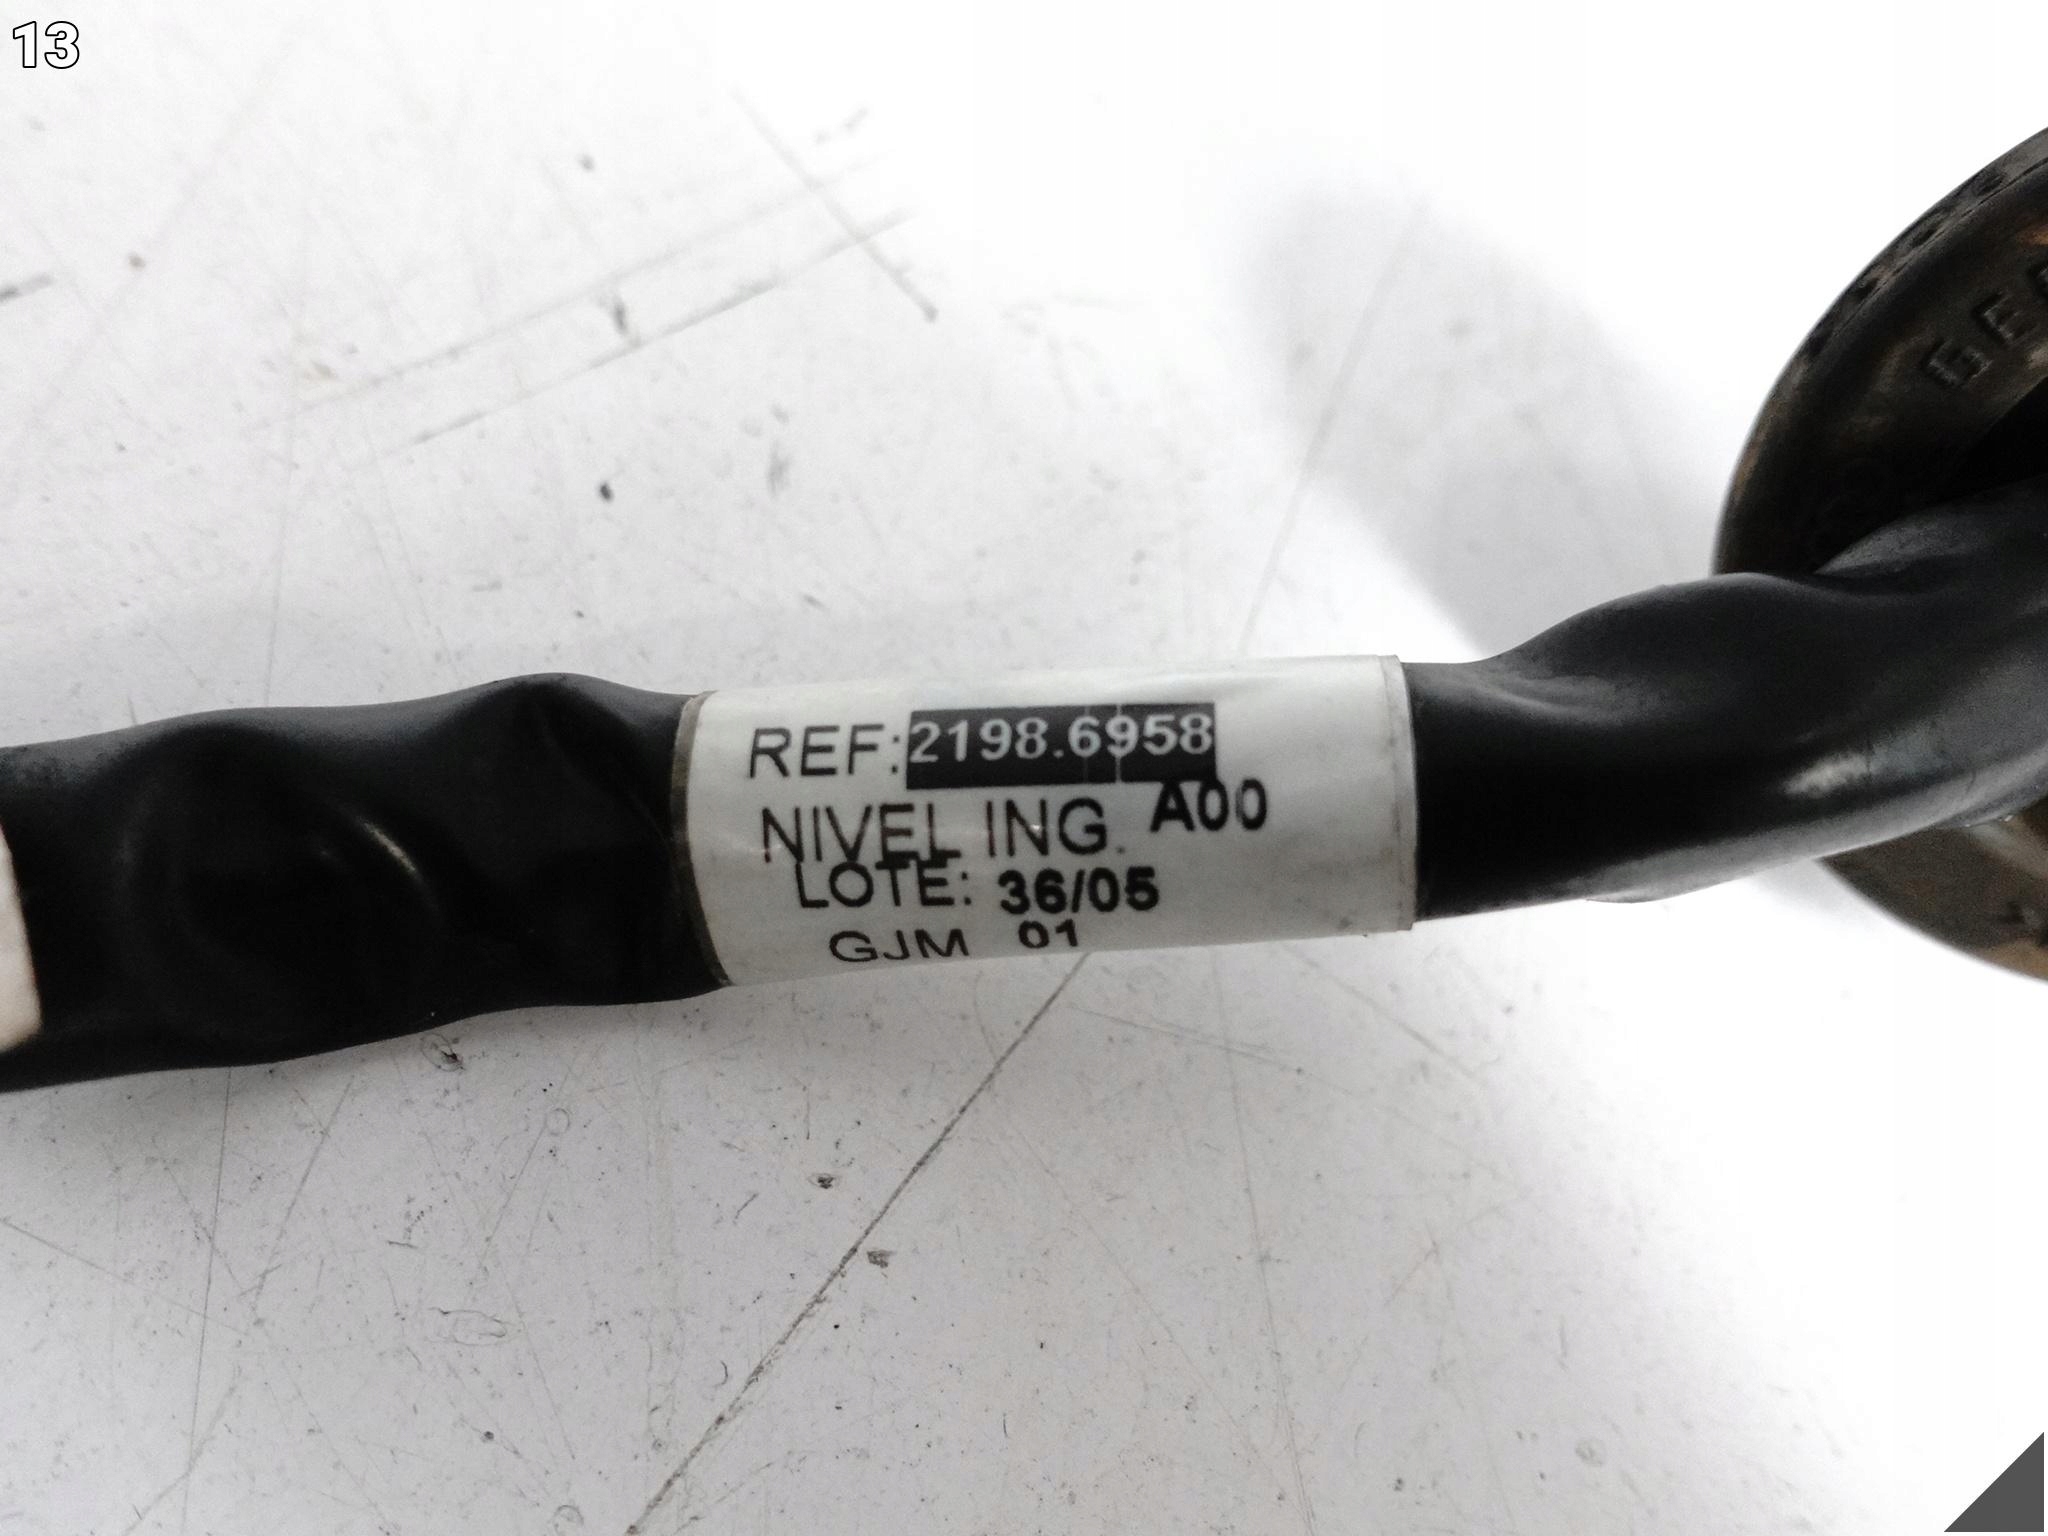 13
REF:2198.6958
NIVEL ING. A00
LOTE: 36/05
GJM 01